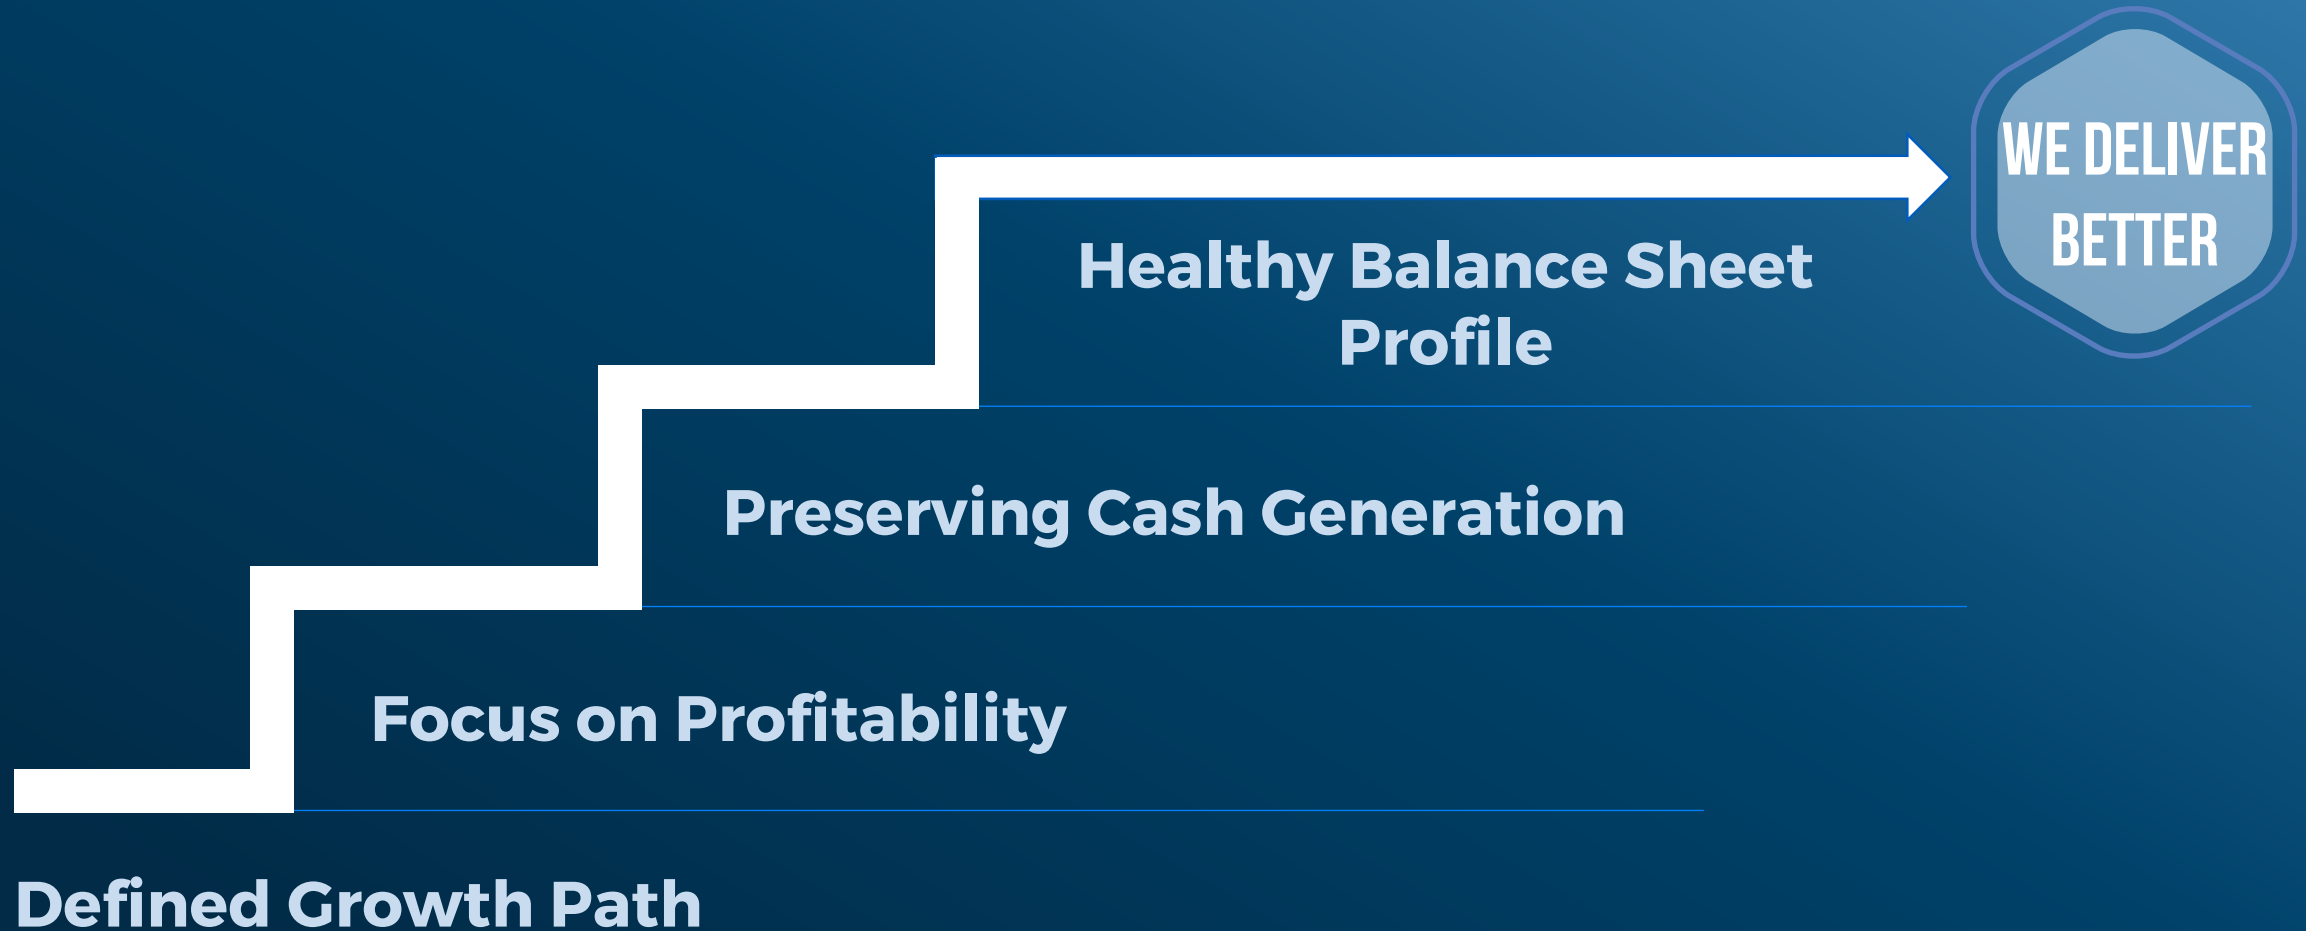 WE DELIVER
BETTER
Healthy Balance Sheet
Profile
Preserving Cash Generation
Focus on Profitability
Defined Growth Path